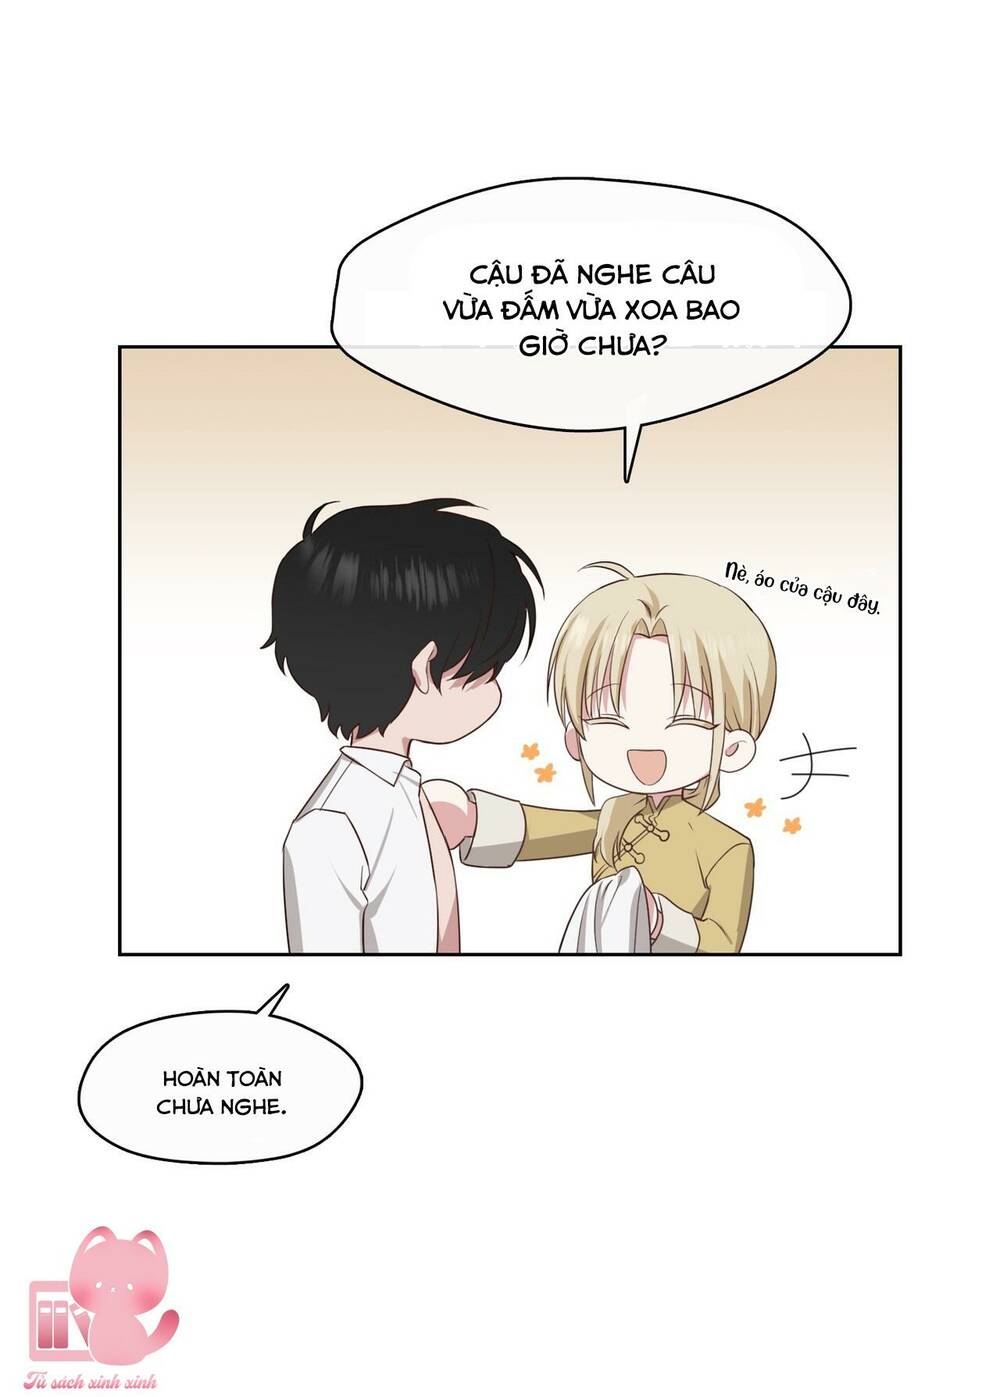 CẬU ĐÃ NGHE CÂU
VỪA ĐẤM VỪA XOA BAO
GIỜ CHƯA?
Nè, áo của cậu đây.
HOÀN TOÀN
CHƯA NGHE.
Tủ sách xinh xinh